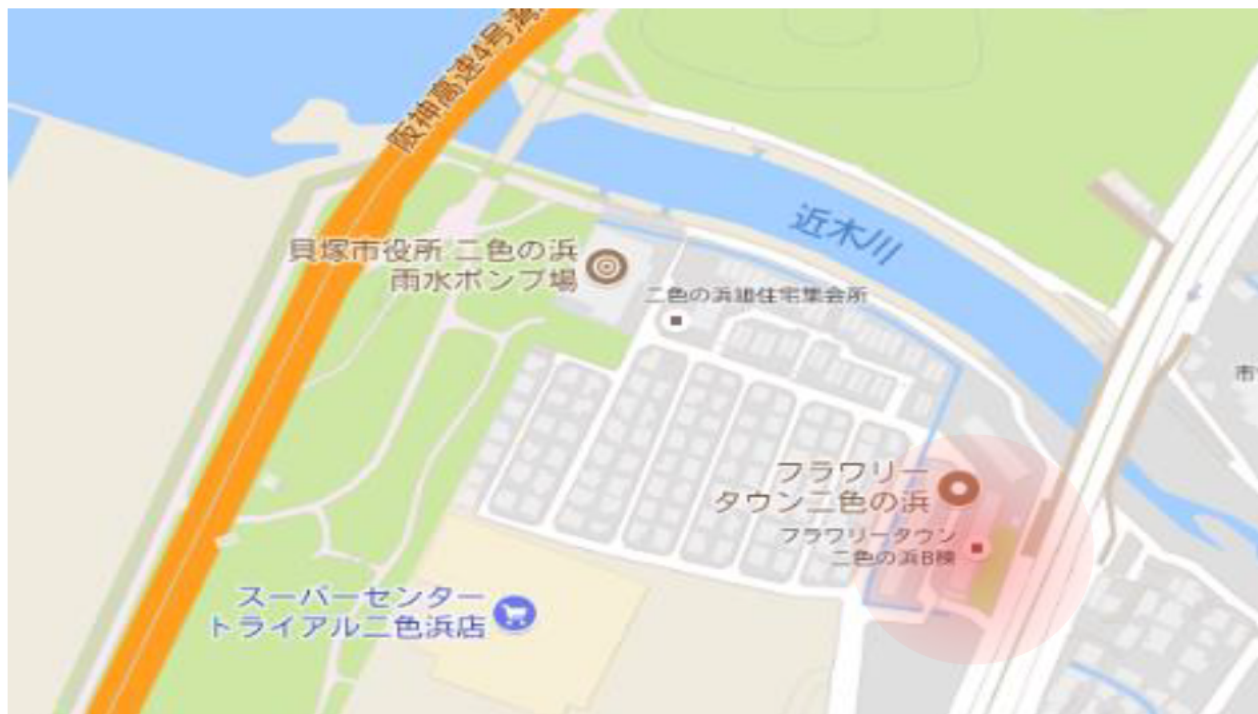 阪神高速4号湾
近木川
貝塚市役所 二色の浜
雨水ポンプ場
二色の浜雄住宅集会所
フラワリー
タウン二色の浜
フラワリータウン
二色の浜B棟
スーパーセンター
トライアル二色浜店
市